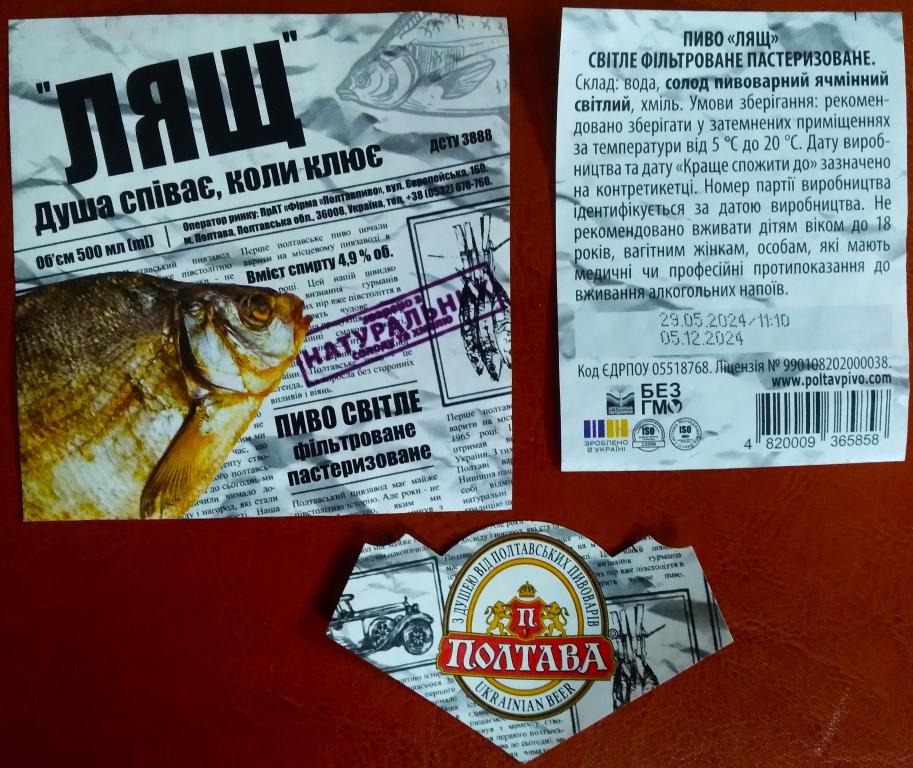 "ЛЯЩ"
Душа співає, коли клює
ДСТУ 3888
Об'єм 500 мл (ml)
Оператор ринку: ПрАТ «Фірма «Полтавпиво», вул. Європейська, 160,
м. Полтава, Полтавська обл., 36008, Україна, тел. +38 (0532) 678-760.
Вміст спирту 4,9 % об.
НАТУРАЛЬНИЙ
ПИВО СВІТЛЕ
фільтроване
пастеризоване
ПИВО «ЛЯЩ»
СВІТЛЕ ФІЛЬТРОВАНЕ ПАСТЕРИЗОВАНЕ.
Склад: вода, солод пивоварний ячмінний
світлий, хміль. Умови зберігання: рекомен-
довано зберігати у затемнених приміщеннях
за температури від 5 °С до 20 °С. Дату вироб-
ництва та дату «Краще спожити до» зазначено
на контретикетці. Номер партії виробництва
ідентифікується за датою виробництва. Не
рекомендовано вживати дітям віком до 18
років, вагітним жінкам, особам, які мають
медичні чи професійні протипоказання до
вживання алкогольних напоїв.
29.05.2024/11:10
05.12.2024
Код ЄДРПОУ 05518768. Ліцензія № 990108202000038.
www.poltavpivo.com
БЕЗ
ГМО
ЗРОБЛЕНО
В УКРАЇНІ
ISO
ISO
4 820009 365858
З ДУШЕЮ ВІД ПОЛТАВСЬКИХ ПИВОВАРІВ
П
ПОЛТАВА
UKRAINIAN BEER